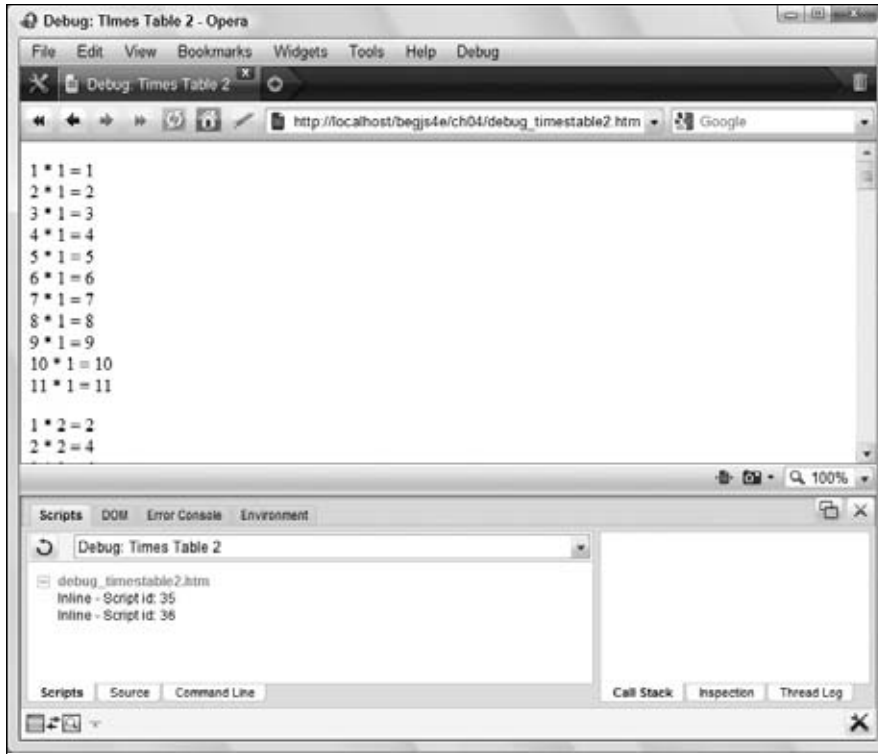 Debug: TImes Table 2 - Opera
File Edit View Bookmarks Widgets Tools Help Debug
Debug: Times Table 2
http://localhost/begjs4e/ch04/debug_timestable2.htm Google
1 * 1 = 1
2 * 1 = 2
3 * 1 = 3
4 * 1 = 4
5 * 1 = 5
6 * 1 = 6
7 * 1 = 7
8 * 1 = 8
9 * 1 = 9
10 * 1 = 10
11 * 1 = 11
1 * 2 = 2
2 * 2 = 4
100%
Scripts DOM Error Console Environment
Debug: Times Table 2
debug_timestable2.htm
Inline - Script id: 35
Inline - Script id: 36
Scripts Source Command Line
Call Stack Inspection Thread Log